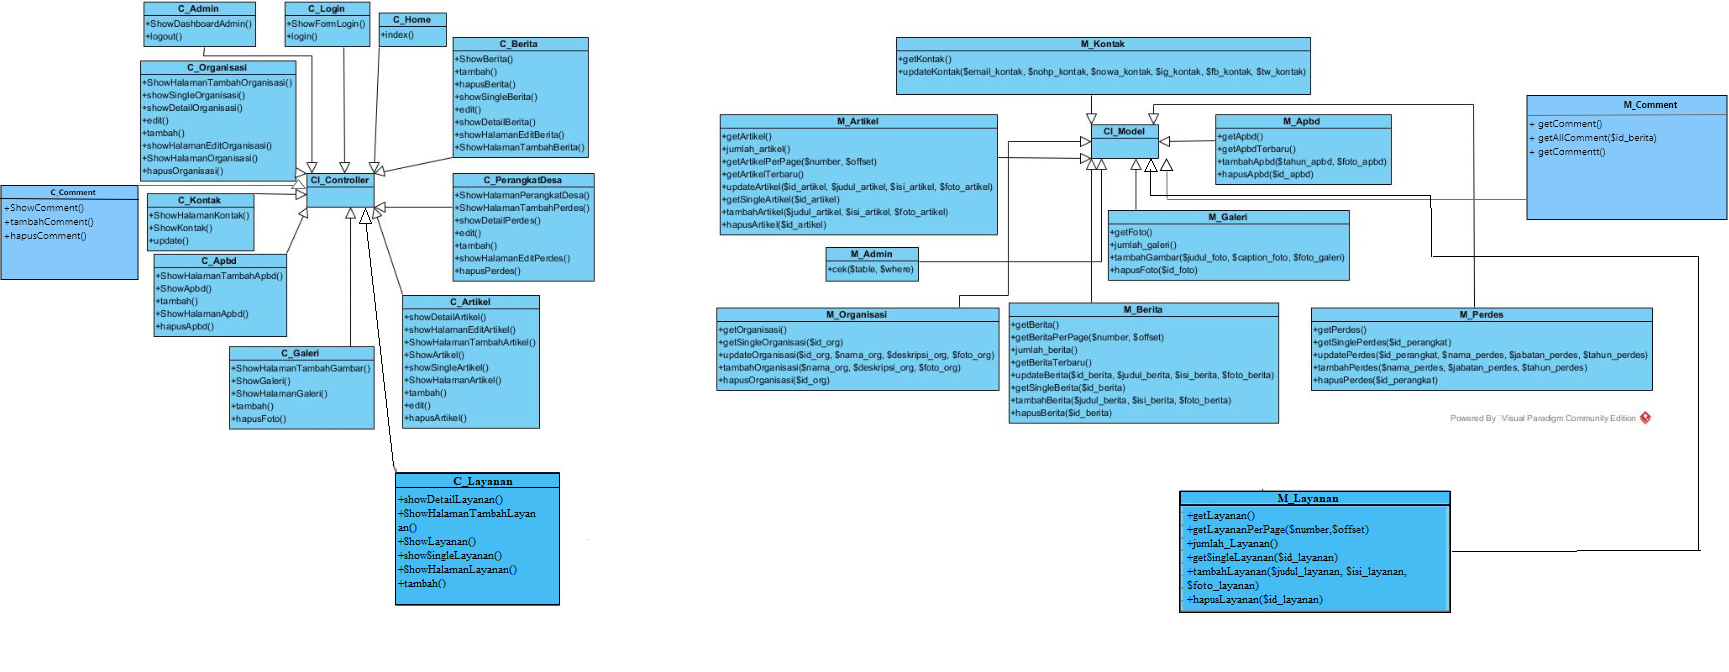 C_Admin
+ShowDashboardAdmin()
+logout()
C_Login
+ShowFormLogin()
+login()
C_Home
+index()
C_Berita
+ShowBerita()
+tambah()
+hapusBerita()
+showSingleBerita()
+edit()
+showDetailBerita()
+showHalamanEditBerita()
+ShowHalamanTambahBerita()
C_Organisasi
+ShowHalamanTambahOrganisasi()
+showSingleOrganisasi()
+showDetailOrganisasi()
+edit()
+tambah()
+showHalamanEditOrganisasi()
+ShowHalamanOrganisasi()
+hapusOrganisasi()
CI_Controller
C_Comment
+ShowComment()
+tambahComment()
+hapusComment()
C_Kontak
+ShowHalamanKontak()
+ShowKontak()
+update()
C_PerangkatDesa
+ShowHalamanPerangkatDesa()
+ShowHalamanTambahPerdes()
+showDetailPerdes()
+edit()
+tambah()
+showHalamanEditPerdes()
+hapusPerdes()
C_Apbd
+ShowHalamanTambahApbd()
+ShowApbd()
+tambah()
+ShowHalamanApbd()
+hapusApbd()
C_Artikel
+showDetailArtikel()
+showHalamanEditArtikel()
+ShowHalamanTambahArtikel()
+ShowArtikel()
+showSingleArtikel()
+ShowHalamanArtikel()
+tambah()
+edit()
+hapusArtikel()
C_Galeri
+ShowHalamanTambahGambar()
+ShowGaleri()
+ShowHalamanGaleri()
+tambah()
+hapusFoto()
C_Layanan
+showDetailLayanan()
+ShowHalamanTambahLayan
an()
+ShowLayanan()
+showSingleLayanan()
+ShowHalamanLayanan()
+tambah()
M_Kontak
+getKontak()
+updateKontak($email_kontak, $nohp_kontak, $nowa_kontak, $ig_kontak, $fb_kontak, $tw_kontak)
M_Artikel
+getArtikel()
+jumlah_artikel()
+getArtikelPerPage($number, $offset)
+getArtikelTerbaru()
+updateArtikel($id_artikel, $judul_artikel, $isi_artikel, $foto_artikel)
+getSingleArtikel($id_artikel)
+tambahArtikel($judul_artikel, $isi_artikel, $foto_artikel)
+hapusArtikel($id_artikel)
CI_Model
M_Apbd
+getApbd()
+getApbdTerbaru()
+tambahApbd($tahun_apbd, $foto_apbd)
+hapusApbd($id_apbd)
M_Comment
+ getComment()
+ getAllComment($id_berita)
+ getCommentt()
M_Galeri
+getFoto()
+jumlah_galeri()
+tambahGambar($judul_foto, $caption_foto, $foto_galeri)
+hapusFoto($id_foto)
M_Admin
+cek($table, $where)
M_Organisasi
+getOrganisasi()
+getSingleOrganisasi($id_org)
+updateOrganisasi($id_org, $nama_org, $deskripsi_org, $foto_org)
+tambahOrganisasi($nama_org, $deskripsi_org, $foto_org)
+hapusOrganisasi($id_org)
M_Berita
+getBerita()
+getBeritaPerPage($number, $offset)
+jumlah_berita()
+getBeritaTerbaru()
+updateBerita($id_berita, $judul_berita, $isi_berita, $foto_berita)
+getSingleBerita($id_berita)
+tambahBerita($judul_berita, $isi_berita, $foto_berita)
+hapusBerita($id_berita)
M_Perdes
+getPerdes()
+getSinglePerdes($id_perangkat)
+updatePerdes($id_perangkat, $nama_perdes, $jabatan_perdes, $tahun_perdes)
+tambahPerdes($nama_perdes, $jabatan_perdes, $tahun_perdes)
+hapusPerdes($id_perangkat)
Powered By Visual Paradigm Community Edition
M_Layanan
+getLayanan()
+getLayananPerPage($number,$offset)
+jumlah_Layanan()
+getSingleLayanan($id_layanan)
+tambahLayanan($judul_layanan, $isi_layanan,
$foto_layanan)
+hapusLayanan($id_layanan)